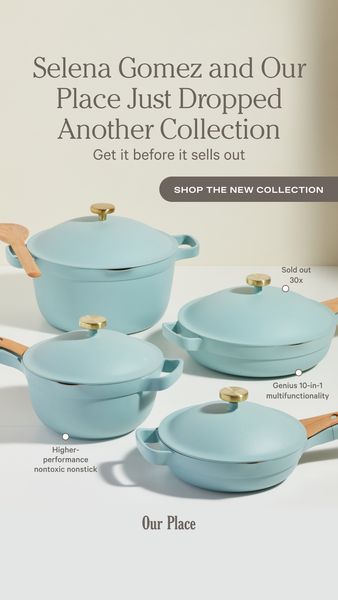 Selena Gomez and Our
Place Just Dropped
Another Collection
Get it before it sells out
SHOP THE NEW COLLECTION
Sold out
30x
Genius 10-in-1
multifunctionality
Higher-
performance
nontoxic nonstick
Our Place